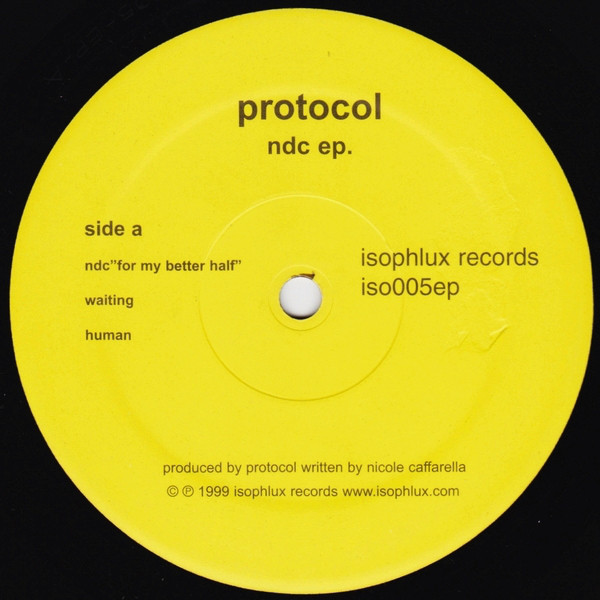 protocol
ndc ep.
side a
ndc”for my better half”
waiting
human
isophlux records
iso005ep
produced by protocol written by nicole caffarella
© ℗ 1999 isophlux records www.isophlux.com